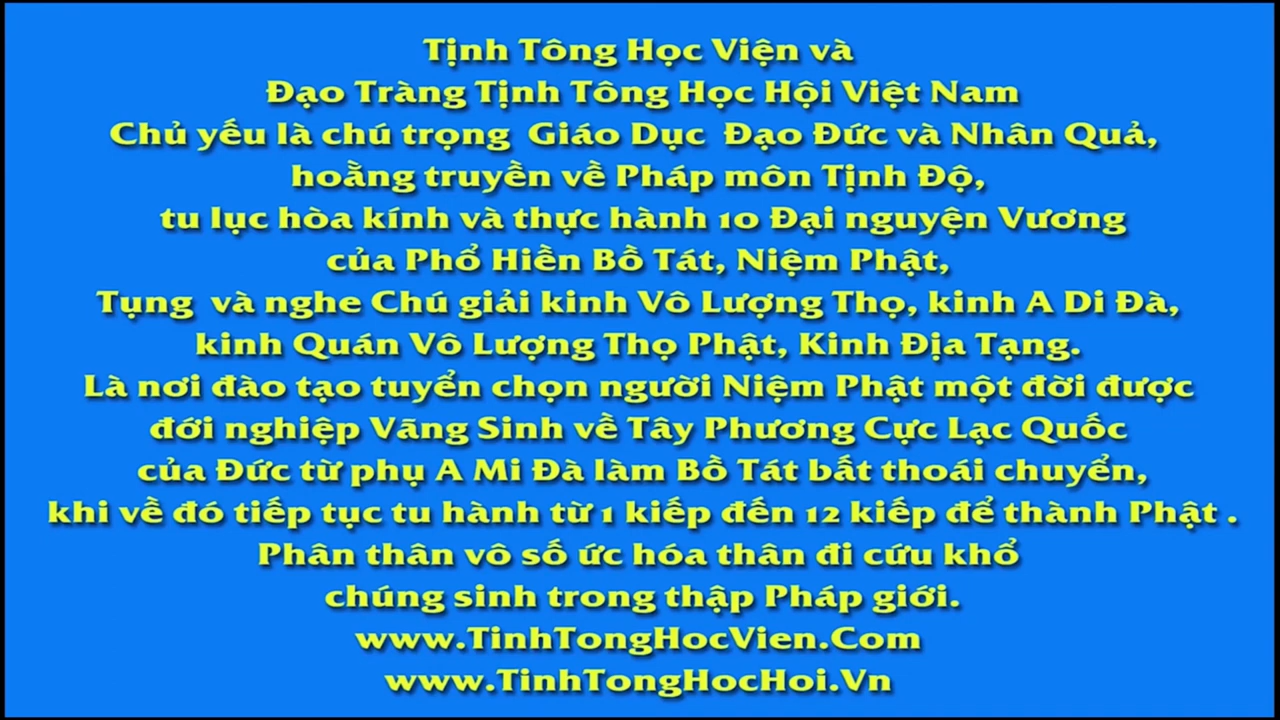 Tịnh Tông Học Viện và
Đạo Tràng Tịnh Tông Học Hội Việt Nam
Chủ yếu là chú trọng Giáo Dục Đạo Đức và Nhân Quả,
hoằng truyền về Pháp môn Tịnh Độ,
tu lục hòa kính và thực hành 10 Đại nguyện Vương
của Phổ Hiền Bồ Tát, Niệm Phật,
Tụng và nghe Chú giải kinh Vô Lượng Thọ, kinh A Di Đà,
kinh Quán Vô Lượng Thọ Phật, Kinh Địa Tạng.
Là nơi đào tạo tuyển chọn người Niệm Phật một đời được
đới nghiệp Vãng Sinh về Tây Phương Cực Lạc Quốc
của Đức từ phụ A Mi Đà làm Bồ Tát bất thoái chuyển,
khi về đó tiếp tục tu hành từ 1 kiếp đến 12 kiếp để thành Phật .
Phân thân vô số ức hóa thân đi cứu khổ
chúng sinh trong thập Pháp giới.
www.TinhTongHocVien.Com
www.TinhTongHocHoi.Vn